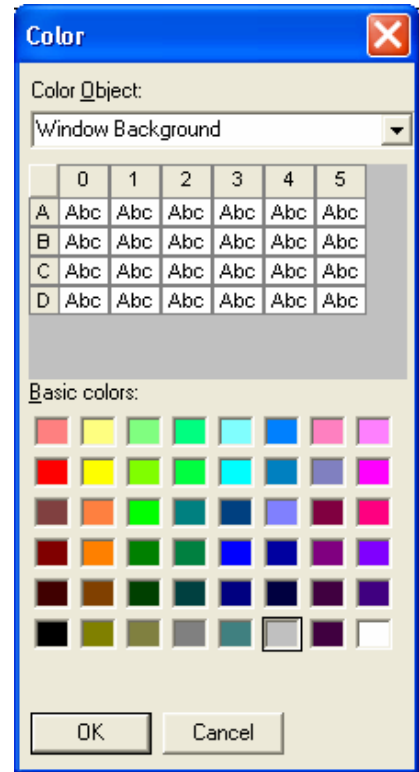 Color
Color Object:
Window Background
0 1 2 3 4 5
A Abc Abc Abc Abc Abc Abc
B Abc Abc Abc Abc Abc Abc
C Abc Abc Abc Abc Abc Abc
D Abc Abc Abc Abc Abc Abc
Basic colors:
OK Cancel